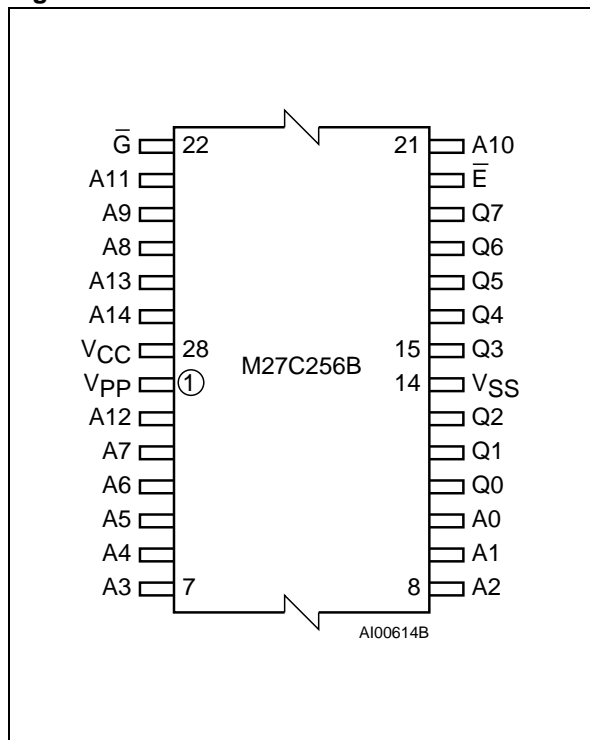 G̅ 22 21 A10
A11 E̅
A9 Q7
A8 Q6
A13 Q5
A14 Q4
VCC 28 15 Q3
M27C256B
VPP 1 14 VSS
A12 Q2
A7 Q1
A6 Q0
A5 A0
A4 A1
A3 7 8 A2
AI00614B